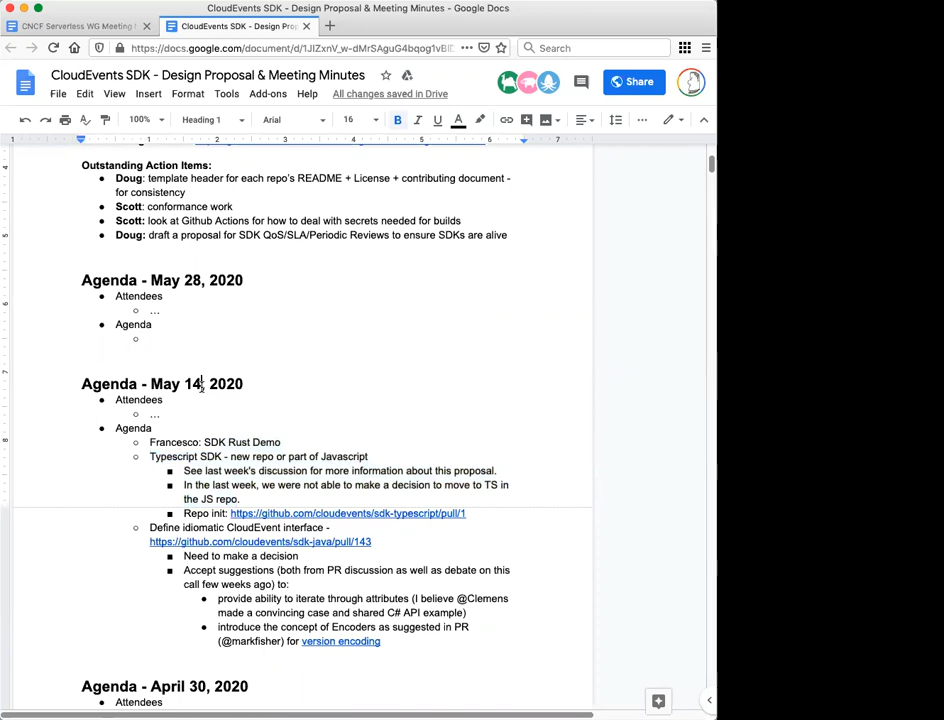 CloudEvents SDK - Design Proposal & Meeting Minutes - Google Docs
CNCF Serverless WG Meeting
CloudEvents SDK - Design Prop
https://docs.google.com/document/d/1JIZxnV_w-dMrSAguG4bqog1vBl
Search
CloudEvents SDK - Design Proposal & Meeting Minutes
Share
File Edit View Insert Format Tools Add-ons Help All changes saved in Drive
100% Heading 1 Arial 16 B I U A
1 1 2 3 4 5 6 7
Outstanding Action Items:
● Doug: template header for each repo's README + License + contributing document -
for consistency
● Scott: conformance work
● Scott: look at Github Actions for how to deal with secrets needed for builds
● Doug: draft a proposal for SDK QoS/SLA/Periodic Reviews to ensure SDKs are alive
Agenda - May 28, 2020
● Attendees
○ ...
● Agenda
○
Agenda - May 14, 2020
● Attendees
○ ...
● Agenda
○ Francesco: SDK Rust Demo
○ Typescript SDK - new repo or part of Javascript
■ See last week's discussion for more information about this proposal.
■ In the last week, we were not able to make a decision to move to TS in
the JS repo.
■ Repo init: https://github.com/cloudevents/sdk-typescript/pull/1
○ Define idiomatic CloudEvent interface -
https://github.com/cloudevents/sdk-java/pull/143
■ Need to make a decision
■ Accept suggestions (both from PR discussion as well as debate on this
call few weeks ago) to:
● provide ability to iterate through attributes (I believe @Clemens
made a convincing case and shared C# API example)
● introduce the concept of Encoders as suggested in PR
(@markfisher) for version encoding
Agenda - April 30, 2020
● Attendees